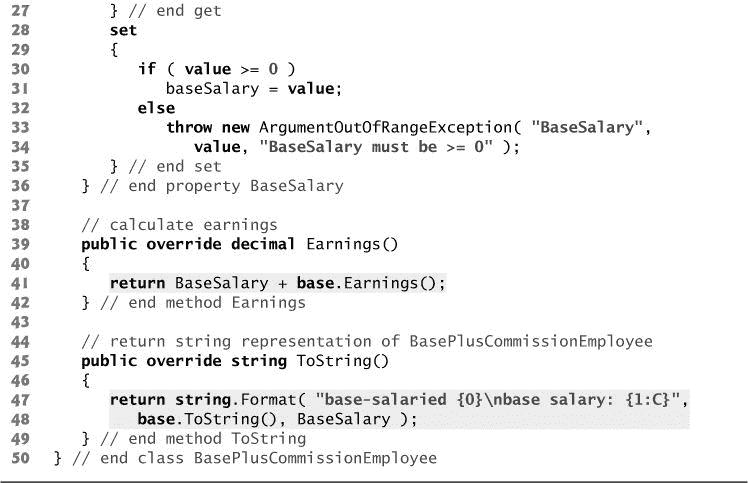 27 } // end get
28 set
29 {
30 if ( value >= 0 )
31 baseSalary = value;
32 else
33 throw new ArgumentOutOfRangeException( "BaseSalary",
34 value, "BaseSalary must be >= 0" );
35 } // end set
36 } // end property BaseSalary
37
38 // calculate earnings
39 public override decimal Earnings()
40 {
41 return BaseSalary + base.Earnings();
42 } // end method Earnings
43
44 // return string representation of BasePlusCommissionEmployee
45 public override string ToString()
46 {
47 return string.Format( "base-salaried {0}\nbase salary: {1:C}",
48 base.ToString(), BaseSalary );
49 } // end method ToString
50 } // end class BasePlusCommissionEmployee